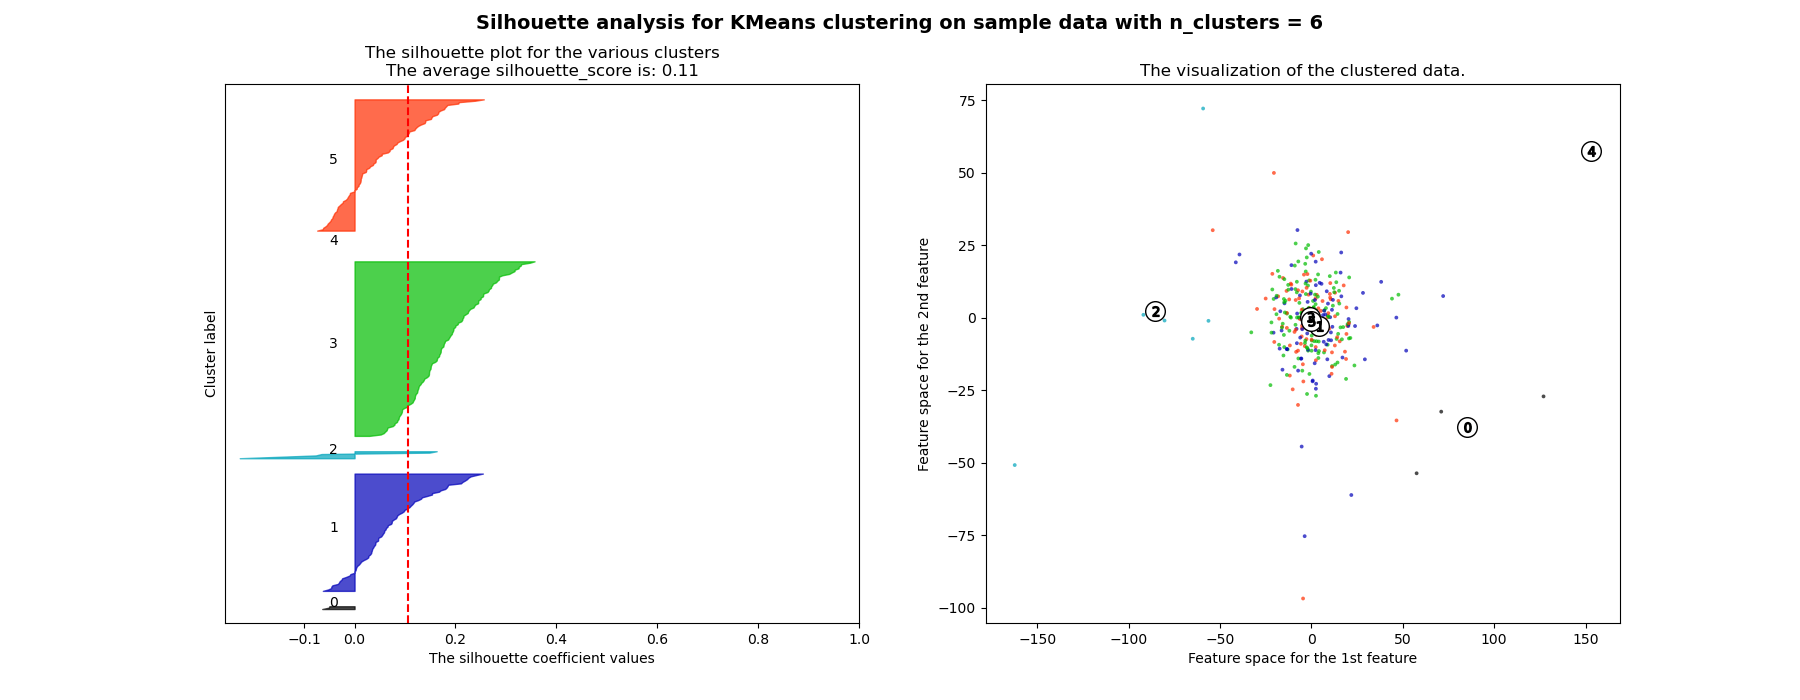 Silhouette analysis for KMeans clustering on sample data with n_clusters = 6
The silhouette plot for the various clusters
The average silhouette_score is: 0.11
Cluster label
5
4
3
2
1
0
−0.1 0.0 0.2 0.4 0.6 0.8 1.0
The silhouette coefficient values
The visualization of the clustered data.
Feature space for the 2nd feature
75
50
25
0
−25
−50
−75
−100
4
2
3
5
1
0
−150 −100 −50 0 50 100 150
Feature space for the 1st feature